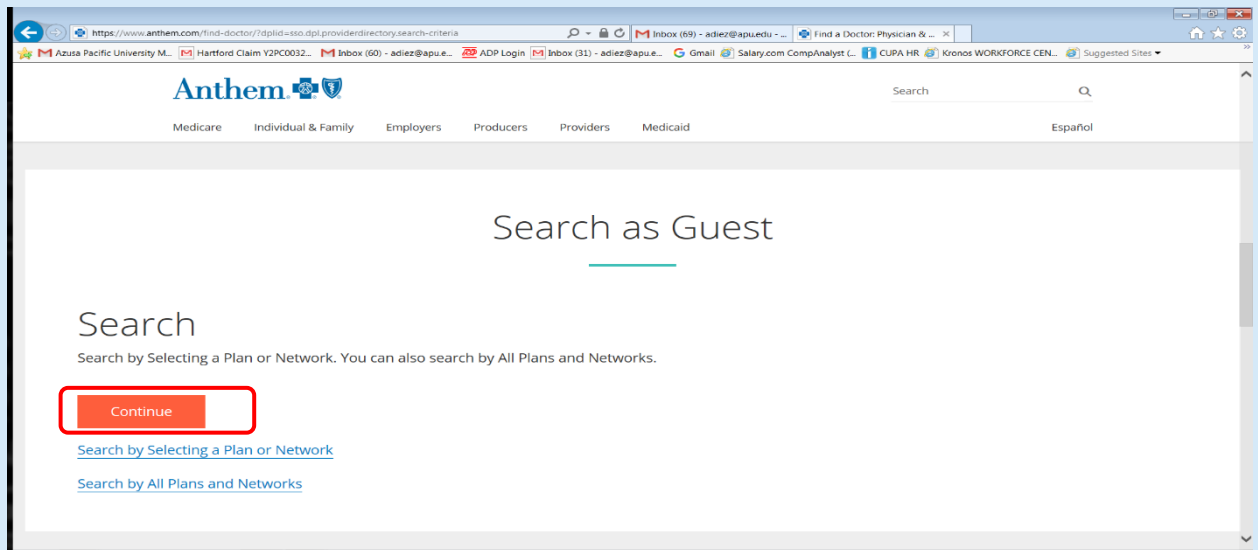 https://www.anthem.com/find-doctor/?dplid=sso.dpl.providerdirectory.search-criteria
Inbox (69) - adiez@apu.edu - ...
Find a Doctor: Physician & ...
Azusa Pacific University M...
Hartford Claim Y2PC0032...
Inbox (60) - adiez@apu.e...
ADP Login
Inbox (31) - adiez@apu.e...
Gmail
Salary.com CompAnalyst (...
CUPA HR
Kronos WORKFORCE CEN...
Suggested Sites
Anthem
Search
Medicare
Individual & Family
Employers
Producers
Providers
Medicaid
Español
Search as Guest
Search
Search by Selecting a Plan or Network. You can also search by All Plans and Networks.
Continue
Search by Selecting a Plan or Network
Search by All Plans and Networks